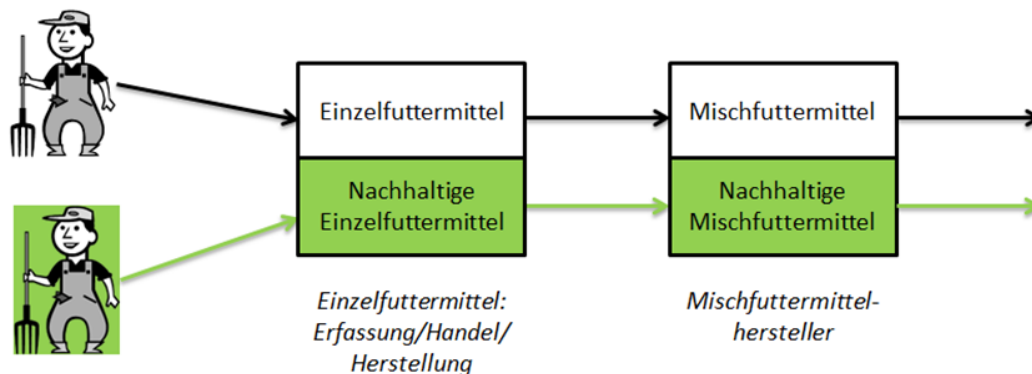 Einzelfuttermittel
Mischfuttermittel
Nachhaltige
Einzelfuttermittel
Nachhaltige
Mischfuttermittel
Einzelfuttermittel:
Erfassung/Handel/
Herstellung
Mischfuttermittel-
hersteller